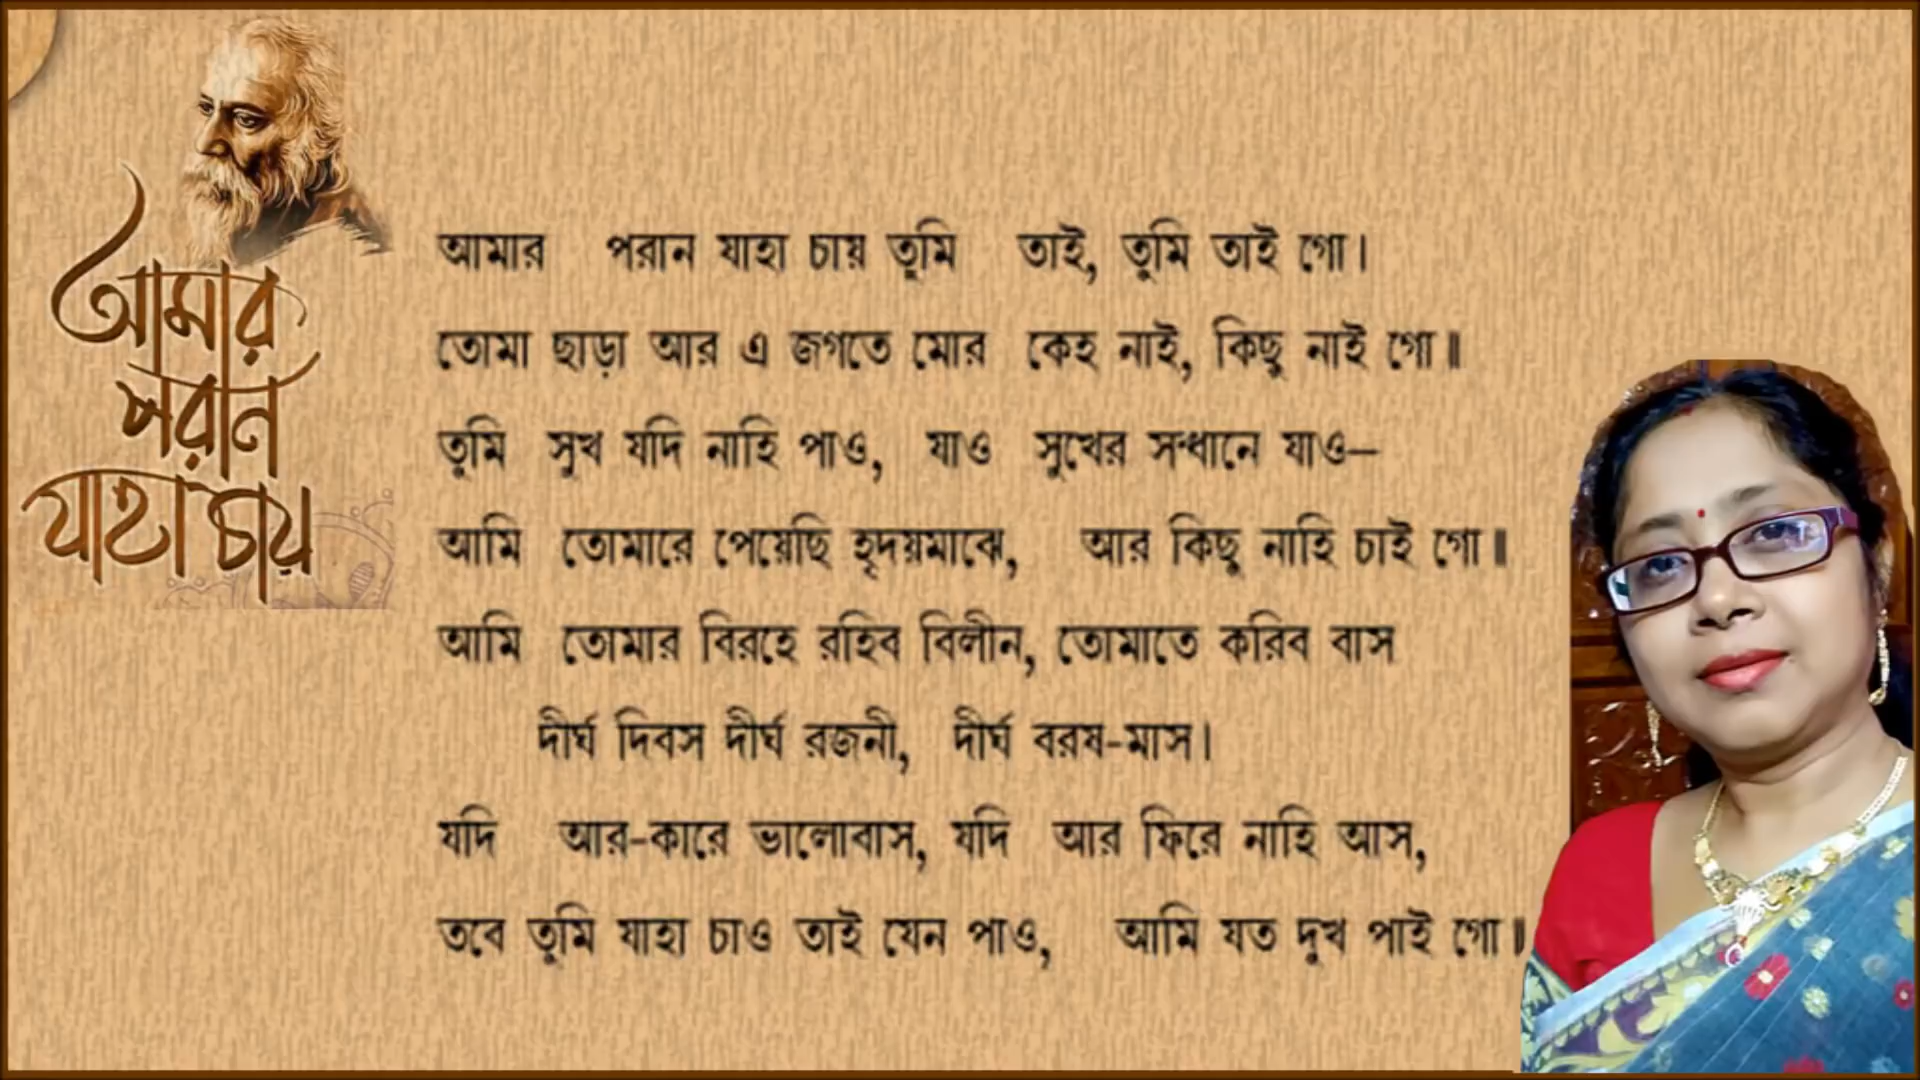 আমার
পরান
যাহা চায়
আমার পরান যাহা চায় তুমি তাই, তুমি তাই গো।
তোমা ছাড়া আর এ জগতে মোর কেহ নাই, কিছু নাই গো॥
তুমি সুখ যদি নাহি পাও, যাও সুখের সন্ধানে যাও–
আমি তোমারে পেয়েছি হৃদয়মাঝে, আর কিছু নাহি চাই গো॥
আমি তোমার বিরহে রহিব বিলীন, তোমাতে করিব বাস
দীর্ঘ দিবস দীর্ঘ রজনী, দীর্ঘ বরষ-মাস।
যদি আর-কারে ভালোবাস, যদি আর ফিরে নাহি আস,
তবে তুমি যাহা চাও তাই যেন পাও, আমি যত দুখ পাই গো॥